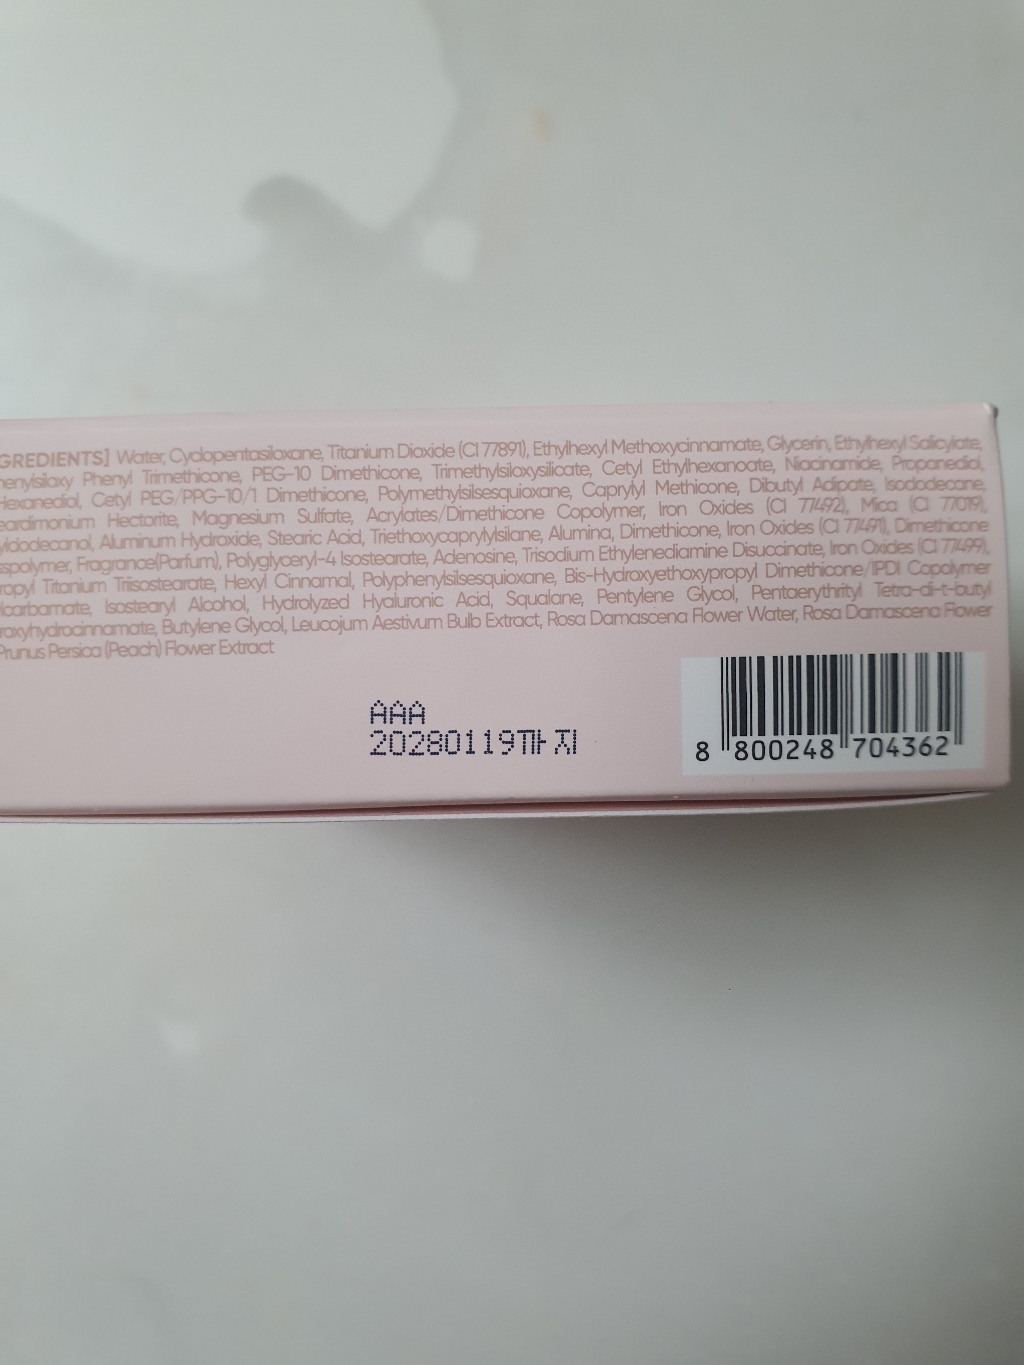 GREDIENTS] Water, Cyclopentasiloxane, Titanium Dioxide (CI 77891), Ethylhexyl Methoxycinnamate, Glycerin, Ethylhexyl Salicylate,
henylsiloxy Phenyl Trimethicone, PEG-10 Dimethicone, Trimethylsiloxysilicate, Cetyl Ethylhexanoate, Niacinamide, Propanediol,
Hexanediol, Cetyl PEG/PPG-10/1 Dimethicone, Polymethylsilsesquioxane, Caprylyl Methicone, Dibutyl Adipate, Isododecane,
eardimonium Hectorite, Magnesium Sulfate, Acrylates/Dimethicone Copolymer, Iron Oxides (CI 77492), Mica (CI 77019),
yldodecanol, Aluminum Hydroxide, Stearic Acid, Triethoxycaprylylsilane, Alumina, Dimethicone, Iron Oxides (CI 77491), Dimethicone
sspolymer, Fragrance(Parfum), Polyglyceryl-4 Isostearate, Adenosine, Trisodium Ethylenediamine Disuccinate, Iron Oxides (CI 77499),
ropyl Titanium Triisostearate, Hexyl Cinnamal, Polyphenylsilsesquioxane, Bis-Hydroxyethoxypropyl Dimethicone/IPDI Copolymer
lcarbamate, Isostearyl Alcohol, Hydrolyzed Hyaluronic Acid, Squalane, Pentylene Glycol, Pentaerythrityl Tetra-di-t-butyl
roxyhydrocinnamate, Butylene Glycol, Leucojum Aestivum Bulb Extract, Rosa Damascena Flower Water, Rosa Damascena Flower
Prunus Persica (Peach) Flower Extract
AAA
20280119까지
8 800248 704362